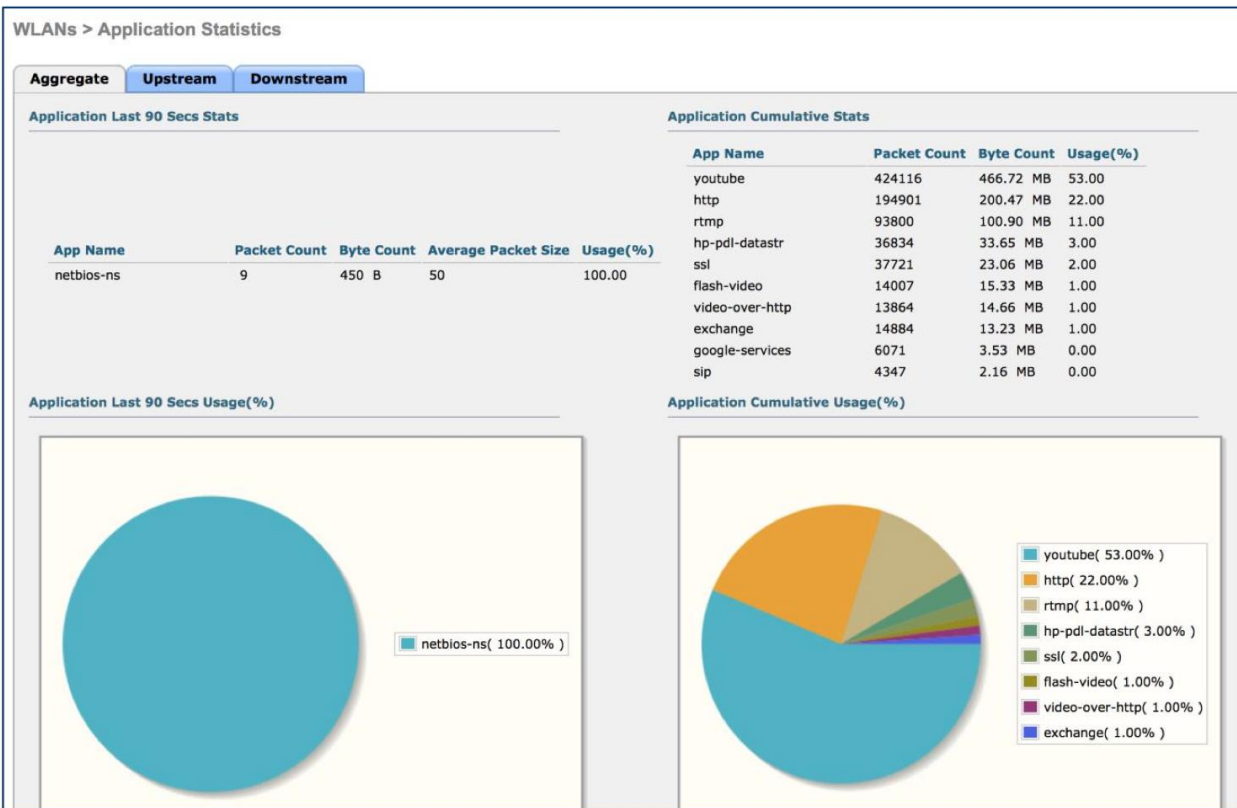 WLANs > Application Statistics
Aggregate Upstream Downstream
Application Last 90 Secs Stats
App Name Packet Count Byte Count Average Packet Size Usage(%)
netbios-ns 9 450 B 50 100.00
Application Cumulative Stats
App Name Packet Count Byte Count Usage(%)
youtube 424116 466.72 MB 53.00
http 194901 200.47 MB 22.00
rtmp 93800 100.90 MB 11.00
hp-pdl-datastr 36834 33.65 MB 3.00
ssl 37721 23.06 MB 2.00
flash-video 14007 15.33 MB 1.00
video-over-http 13864 14.66 MB 1.00
exchange 14884 13.23 MB 1.00
google-services 6071 3.53 MB 0.00
sip 4347 2.16 MB 0.00
Application Last 90 Secs Usage(%)
netbios-ns( 100.00% )
Application Cumulative Usage(%)
youtube( 53.00% )
http( 22.00% )
rtmp( 11.00% )
hp-pdl-datastr( 3.00% )
ssl( 2.00% )
flash-video( 1.00% )
video-over-http( 1.00% )
exchange( 1.00% )